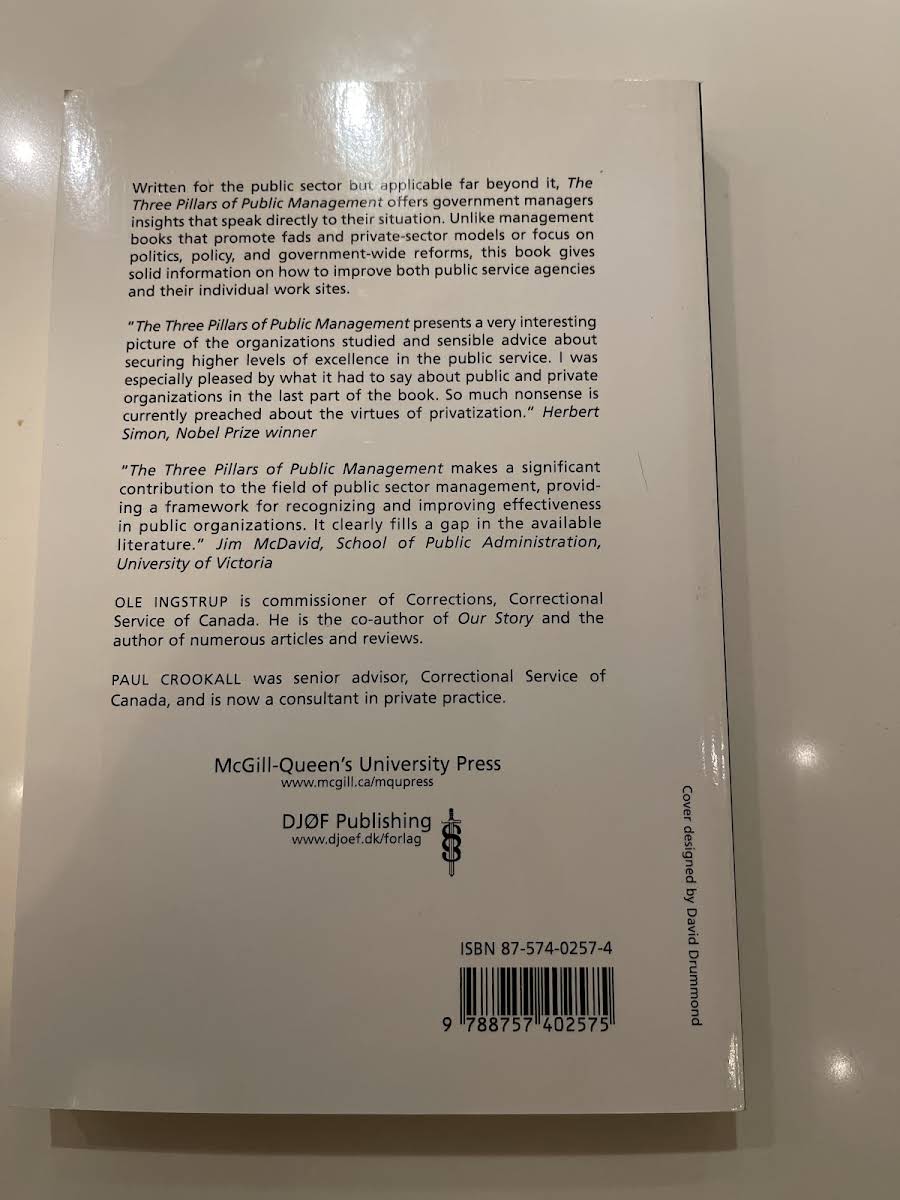 Written for the public sector but applicable far beyond it, The
Three Pillars of Public Management offers government managers
insights that speak directly to their situation. Unlike management
books that promote fads and private-sector models or focus on
politics, policy, and government-wide reforms, this book gives
solid information on how to improve both public service agencies
and their individual work sites.
"The Three Pillars of Public Management presents a very interesting
picture of the organizations studied and sensible advice about
securing higher levels of excellence in the public service. I was
especially pleased by what it had to say about public and private
organizations in the last part of the book. So much nonsense is
currently preached about the virtues of privatization." Herbert
Simon, Nobel Prize winner
"The Three Pillars of Public Management makes a significant
contribution to the field of public sector management, provid-
ing a framework for recognizing and improving effectiveness
in public organizations. It clearly fills a gap in the available
literature." Jim McDavid, School of Public Administration,
University of Victoria
OLE INGSTRUP is commissioner of Corrections, Correctional
Service of Canada. He is the co-author of Our Story and the
author of numerous articles and reviews.
PAUL CROOKALL was senior advisor, Correctional Service of
Canada, and is now a consultant in private practice.
McGill-Queen's University Press
www.mcgill.ca/mqupress
DJØF Publishing
www.djoef.dk/forlag
Cover designed by David Drummond
ISBN 87-574-0257-4
9 788757 402575